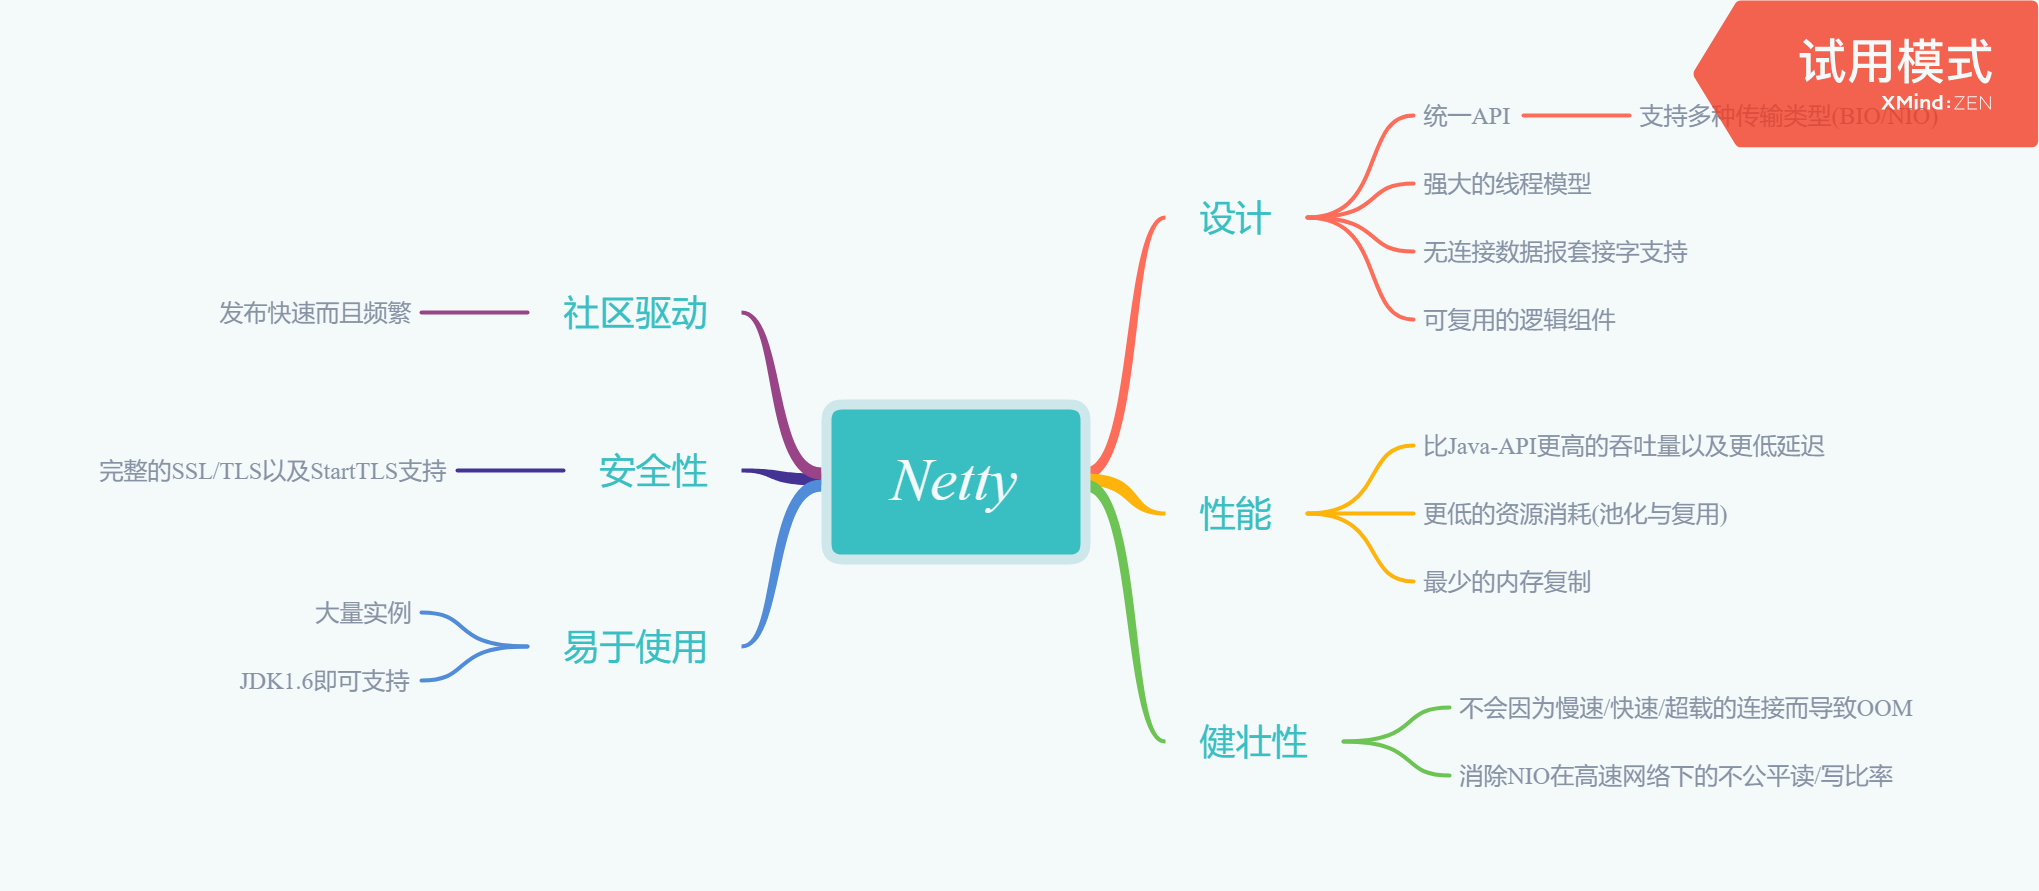 试用模式
XMind:ZEN
统一API
支持多种传输类型(BIO/NIO)
强大的线程模型
设计
无连接数据报套接字支持
可复用的逻辑组件
发布快速而且频繁
社区驱动
完整的SSL/TLS以及StartTLS支持
安全性
Netty
比Java-API更高的吞吐量以及更低延迟
性能
更低的资源消耗(池化与复用)
最少的内存复制
大量实例
易于使用
JDK1.6即可支持
不会因为慢速/快速/超载的连接而导致OOM
健壮性
消除NIO在高速网络下的不公平读/写比率